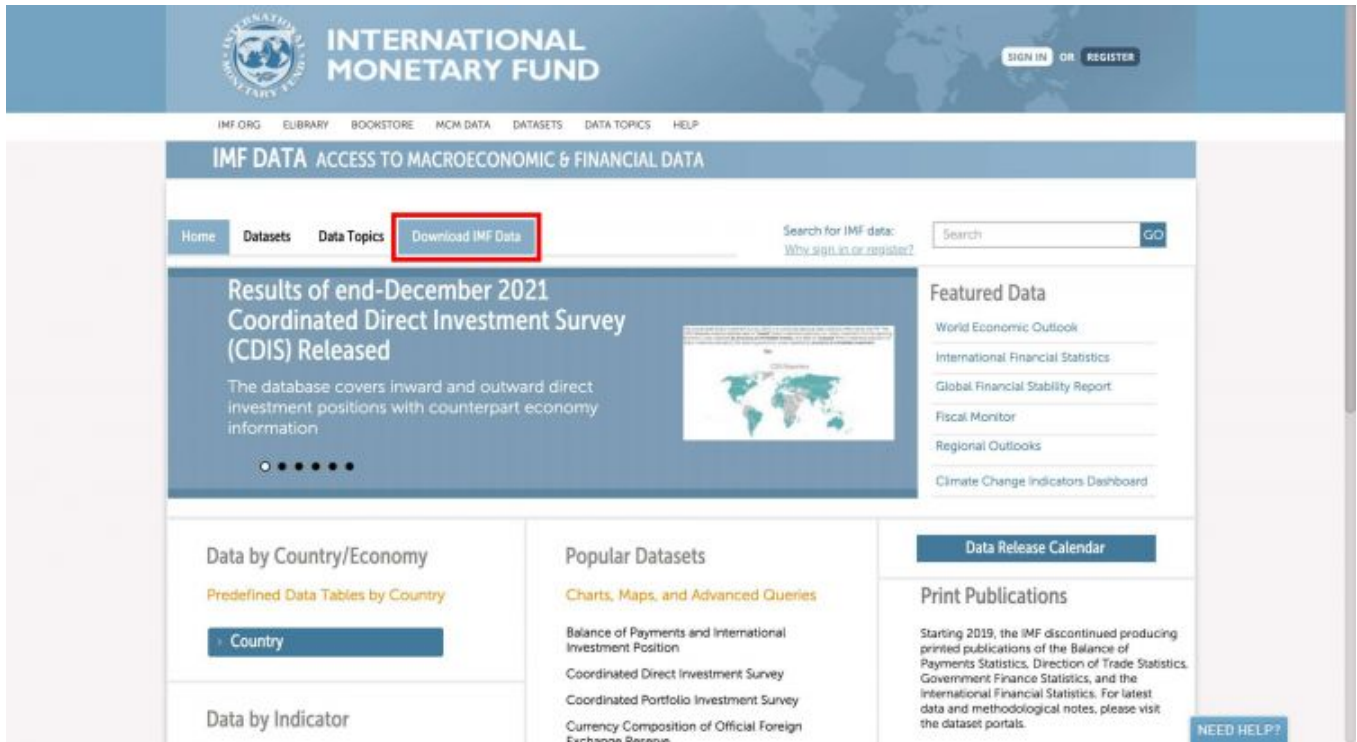 INTERNATIONAL
MONETARY FUND
SIGN IN OR REGISTER
IMF.ORG ELIBRARY BOOKSTORE MCM DATA DATASETS DATA TOPICS HELP
IMF DATA ACCESS TO MACROECONOMIC & FINANCIAL DATA
Home Datasets Data Topics Download IMF Data
Search for IMF data:
Why sign in or register?
Search GO
Results of end-December 2021
Coordinated Direct Investment Survey
(CDIS) Released
The database covers inward and outward direct
investment positions with counterpart economy
information
Featured Data
World Economic Outlook
International Financial Statistics
Global Financial Stability Report
Fiscal Monitor
Regional Outlooks
Climate Change Indicators Dashboard
Data by Country/Economy
Predefined Data Tables by Country
Country
Data by Indicator
Popular Datasets
Charts, Maps, and Advanced Queries
Balance of Payments and International
Investment Position
Coordinated Direct Investment Survey
Coordinated Portfolio Investment Survey
Currency Composition of Official Foreign
Exchange Reserve
Data Release Calendar
Print Publications
Starting 2019, the IMF discontinued producing
printed publications of the Balance of
Payments Statistics, Direction of Trade Statistics,
Government Finance Statistics, and the
International Financial Statistics. For latest
data and methodological notes, please visit
the dataset portals.
NEED HELP?